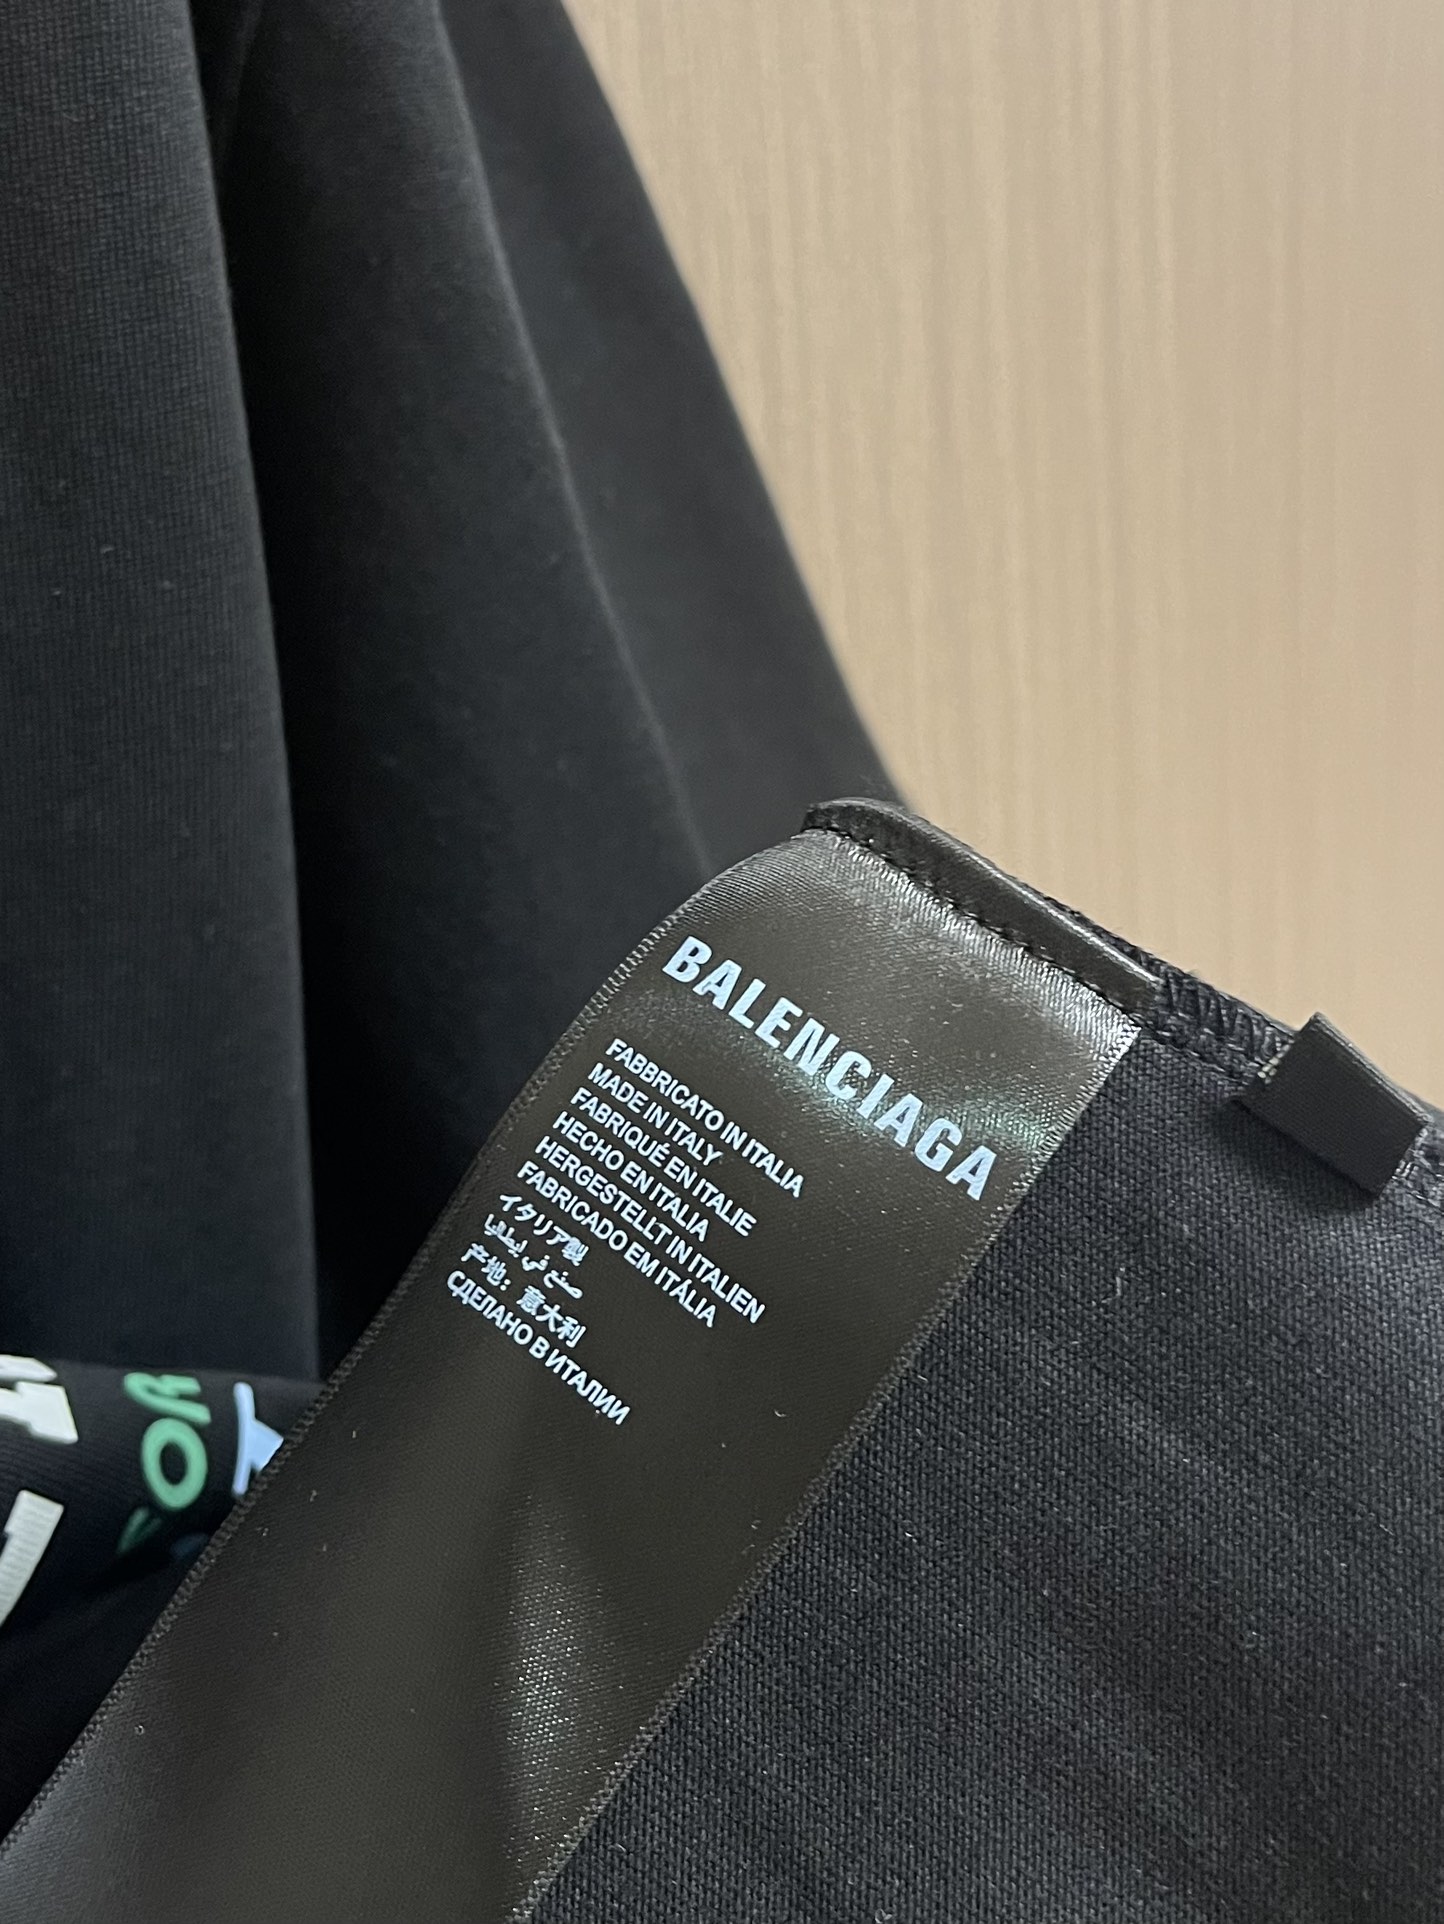 BALENCIAGA
FABBRICATO IN ITALIA
MADE IN ITALY
FABRIQUÉ EN ITALIE
HECHO EN ITALIA
HERGESTELLT IN ITALIEN
FABRICADO EM ITÁLIA
イタリア製
صنع في إيطاليا
产地：意大利
СДЕЛАНО В ИТАЛИИ